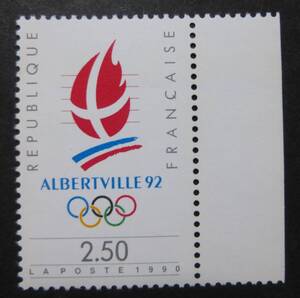 REPUBLIQUE
FRANCAISE
ALBERTVILLE 92
2.50
LA POSTE 1990